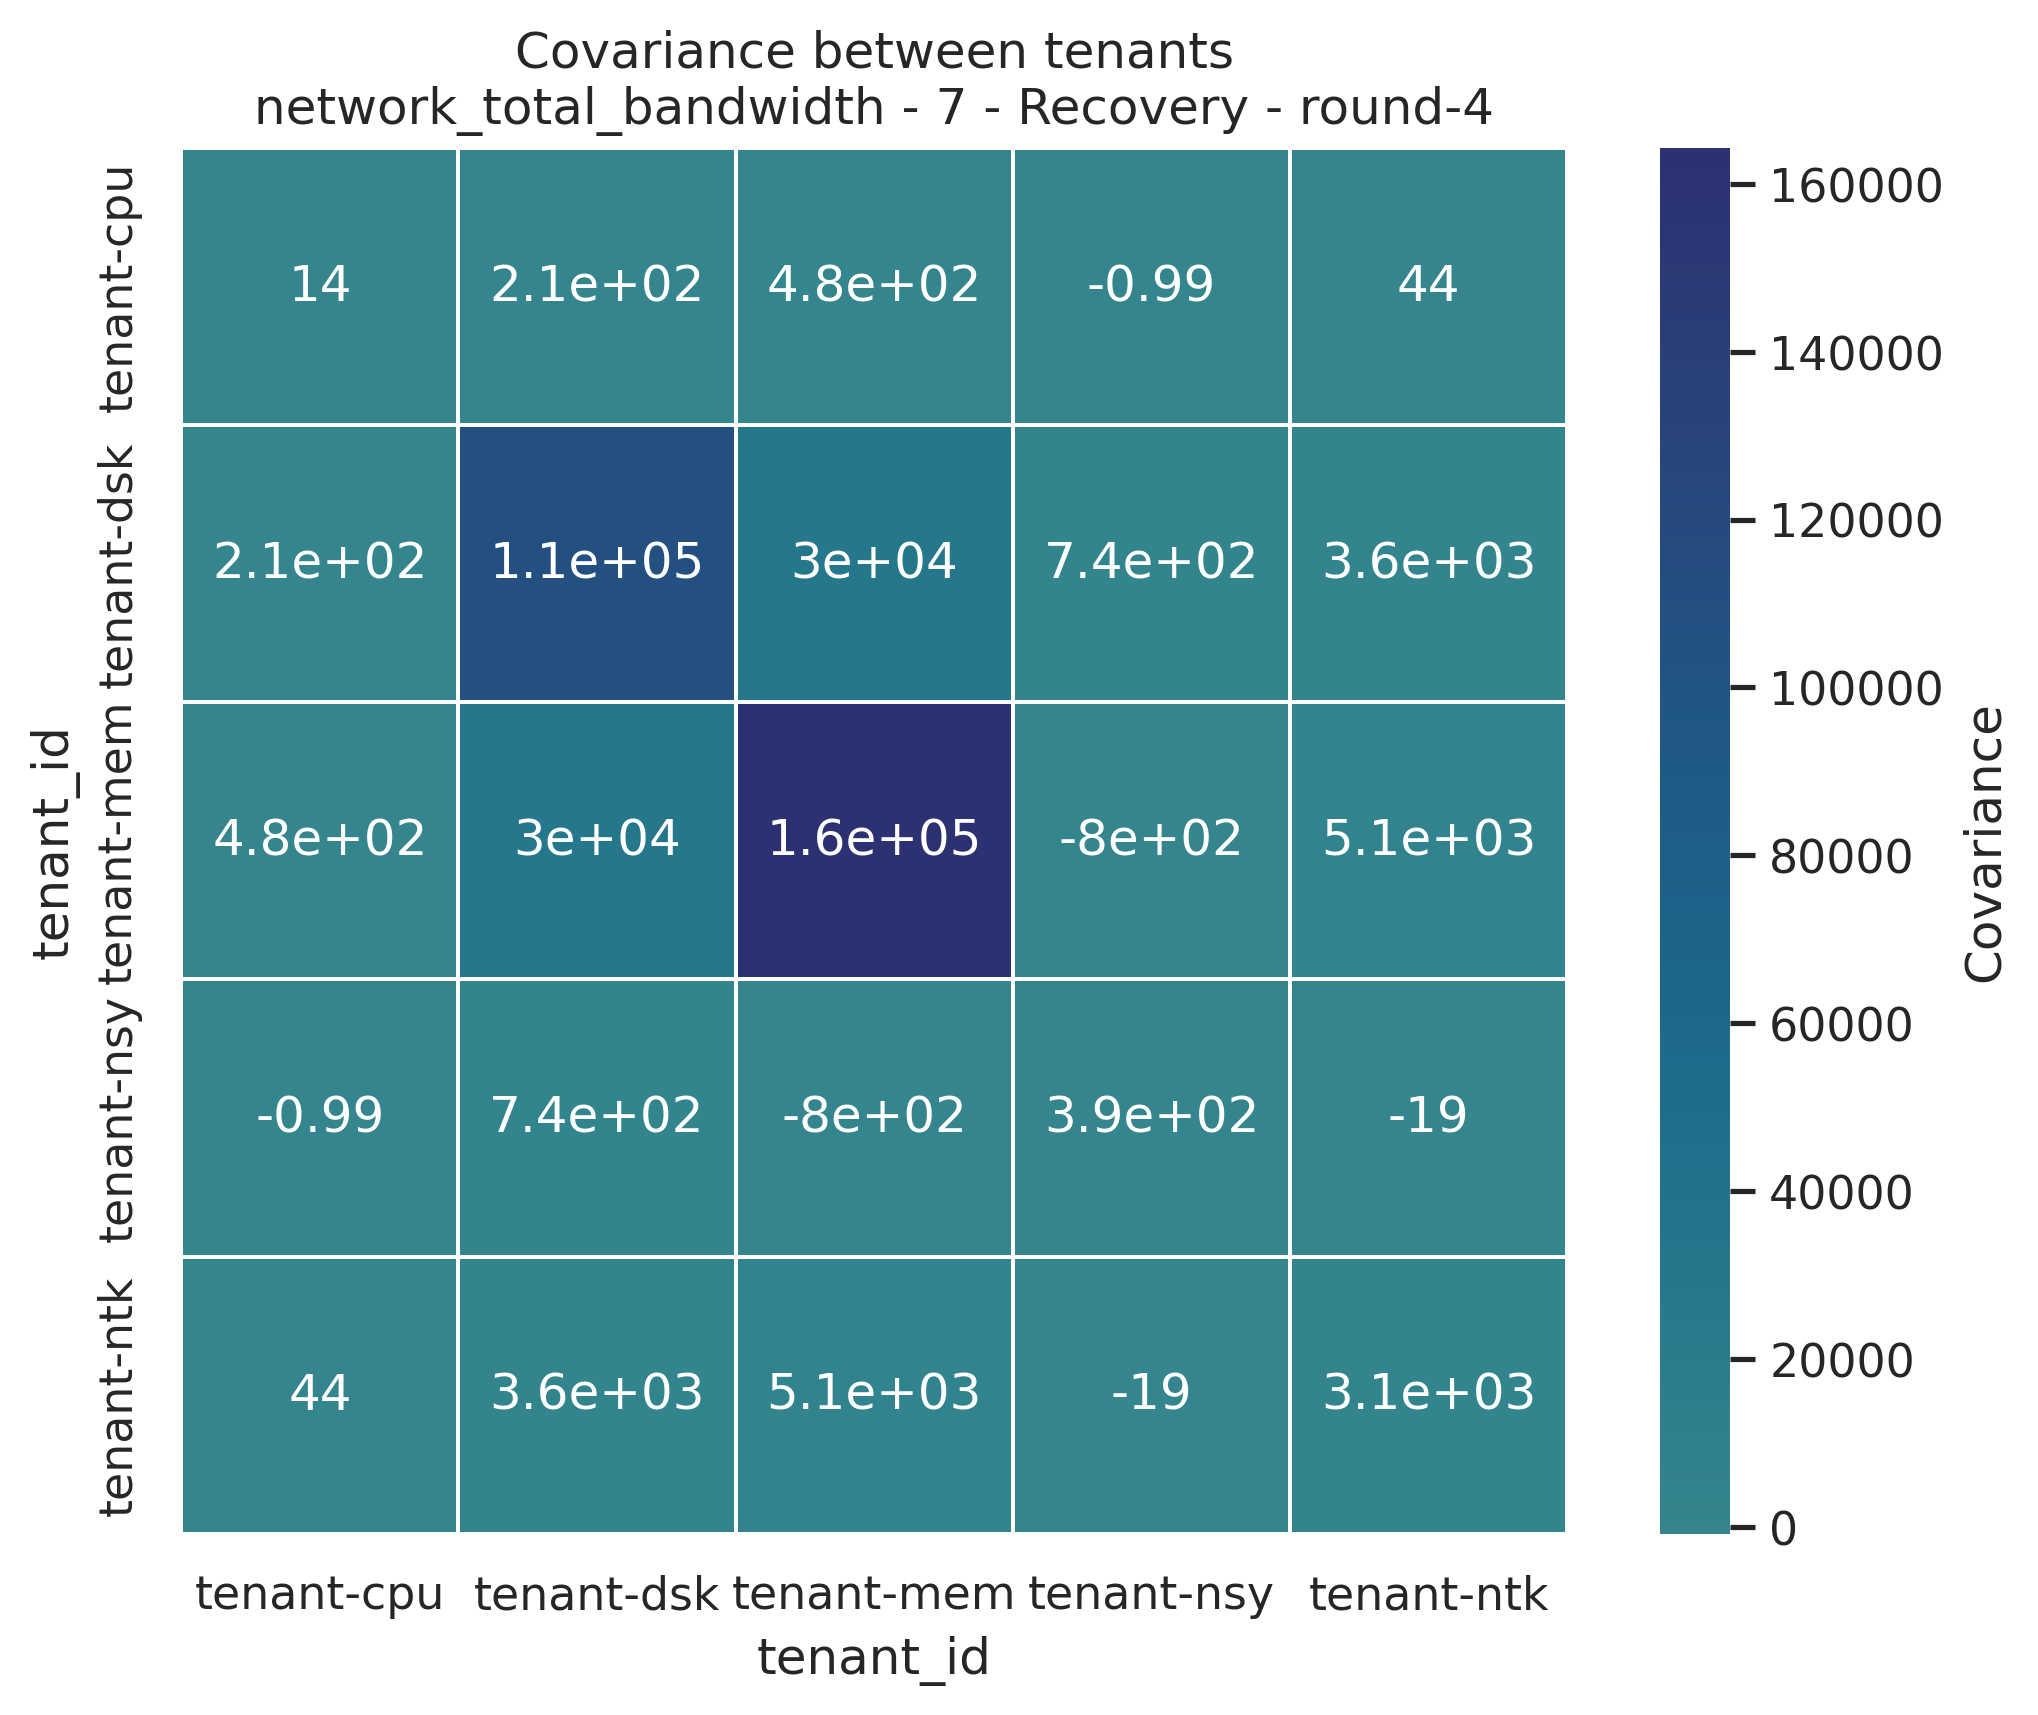 Covariance between tenants
network_total_bandwidth - 7 - Recovery - round-4
tenant_id
tenant-cpu
14 2.1e+02 4.8e+02 -0.99 44
tenant-dsk
2.1e+02 1.1e+05 3e+04 7.4e+02 3.6e+03
tenant-mem
4.8e+02 3e+04 1.6e+05 -8e+02 5.1e+03
tenant-nsy
-0.99 7.4e+02 -8e+02 3.9e+02 -19
tenant-ntk
44 3.6e+03 5.1e+03 -19 3.1e+03
tenant-cpu tenant-dsk tenant-mem tenant-nsy tenant-ntk
tenant_id
160000
140000
120000
100000
80000
60000
40000
20000
0
Covariance